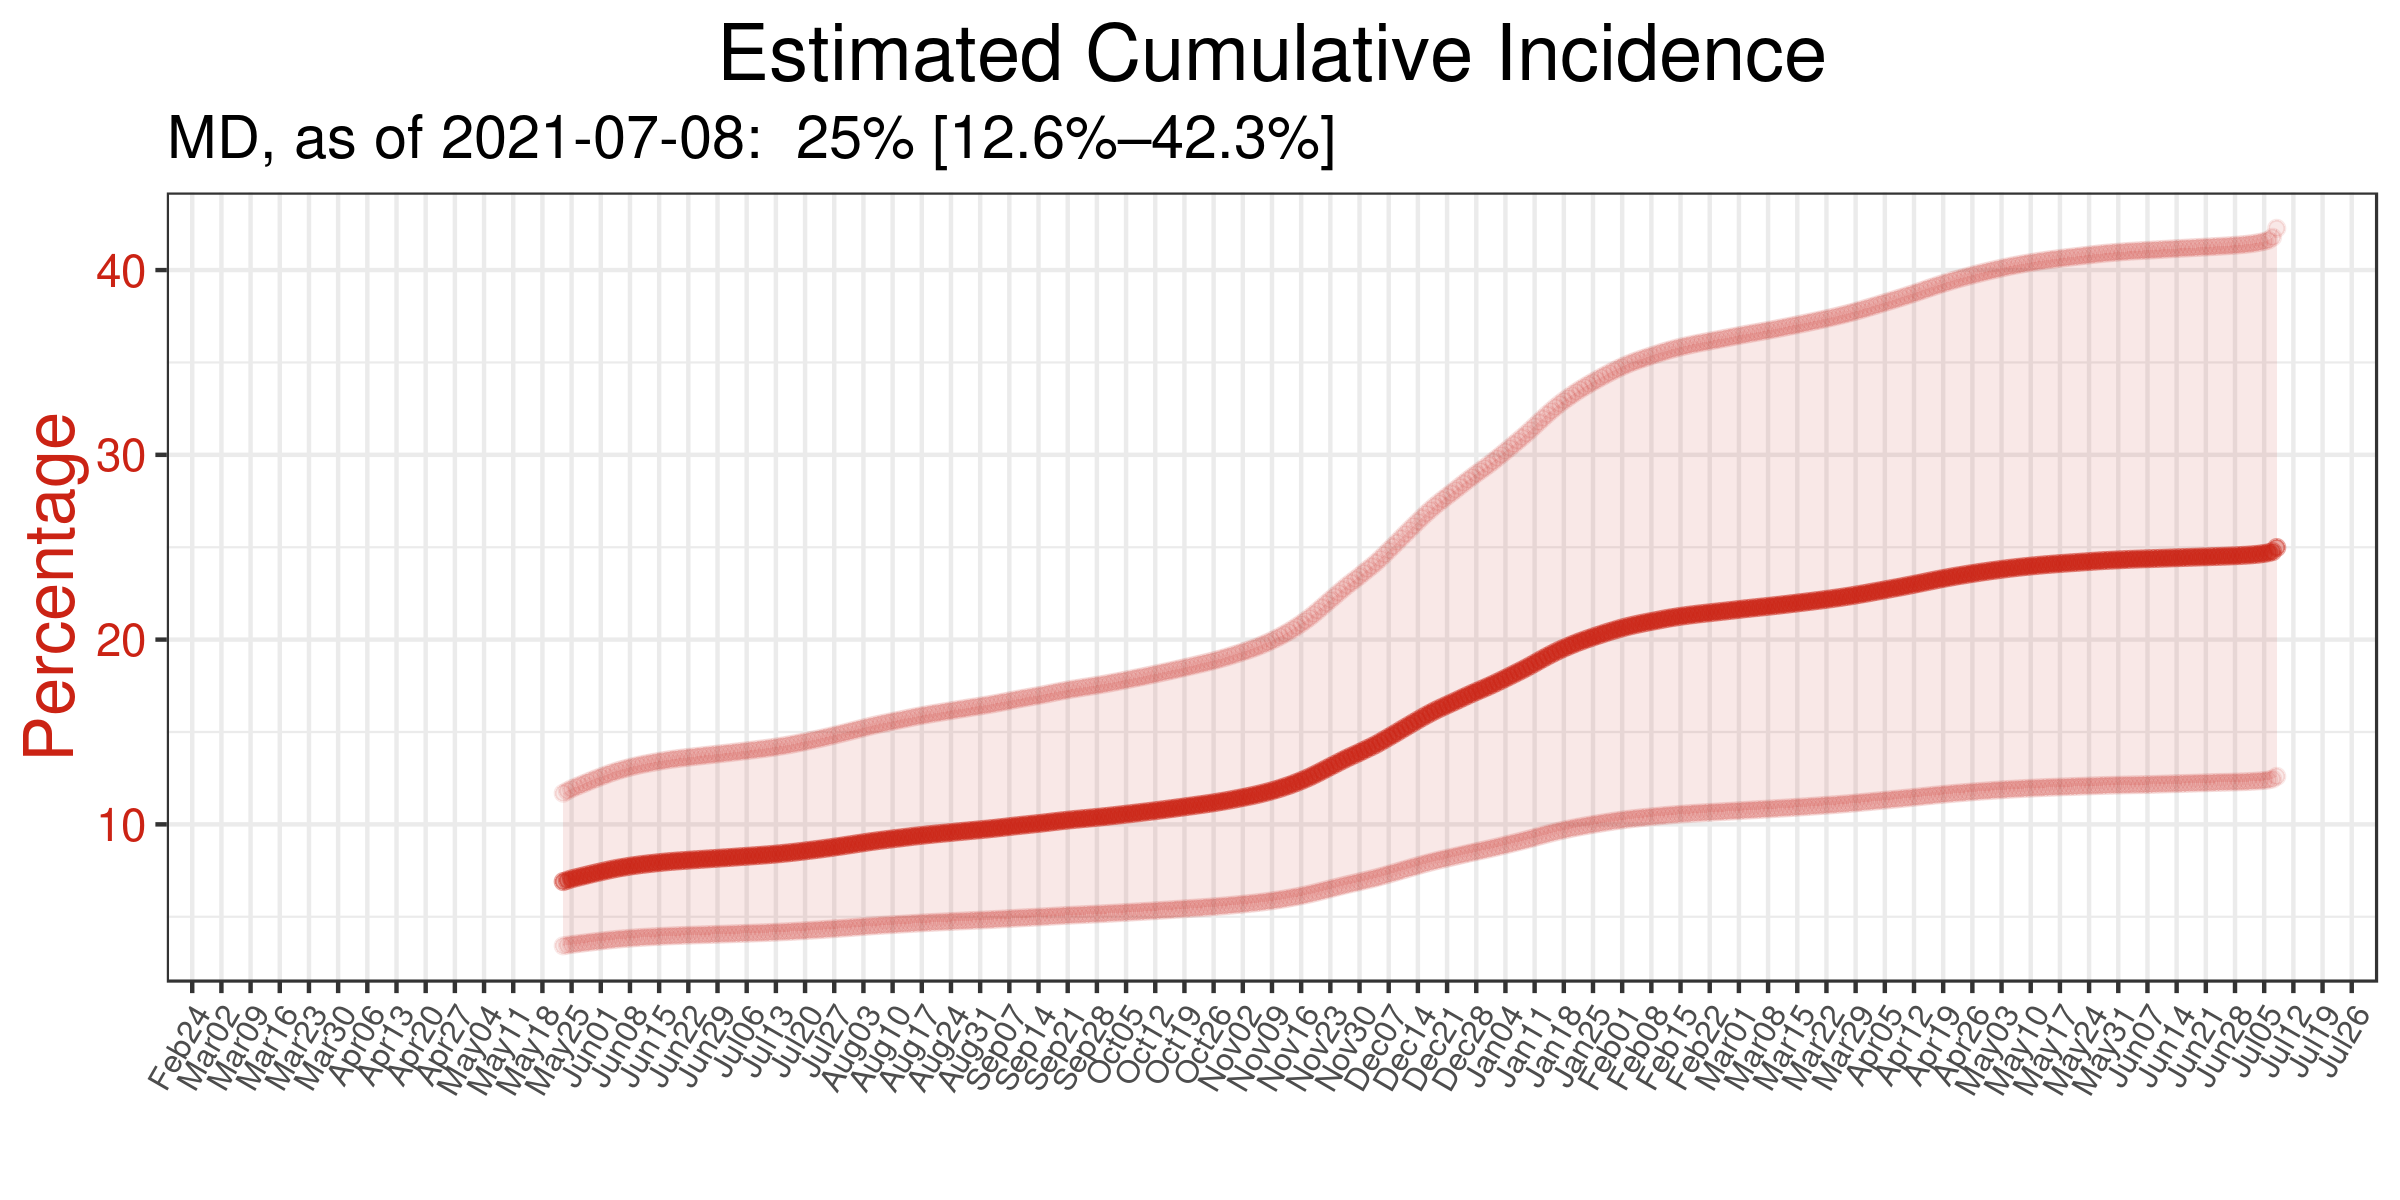 Estimated Cumulative Incidence
MD, as of 2021-07-08:  25% [12.6%–42.3%]
Percentage
40
30
20
10
Feb24
Mar02
Mar09
Mar16
Mar23
Mar30
Apr06
Apr13
Apr20
Apr27
May04
May11
May18
May25
Jun01
Jun08
Jun15
Jun22
Jun29
Jul06
Jul13
Jul20
Jul27
Aug03
Aug10
Aug17
Aug24
Aug31
Sep07
Sep14
Sep21
Sep28
Oct05
Oct12
Oct19
Oct26
Nov02
Nov09
Nov16
Nov23
Nov30
Dec07
Dec14
Dec21
Dec28
Jan04
Jan11
Jan18
Jan25
Feb01
Feb08
Feb15
Feb22
Mar01
Mar08
Mar15
Mar22
Mar29
Apr05
Apr12
Apr19
Apr26
May03
May10
May17
May24
May31
Jun07
Jun14
Jun21
Jun28
Jul05
Jul12
Jul19
Jul26